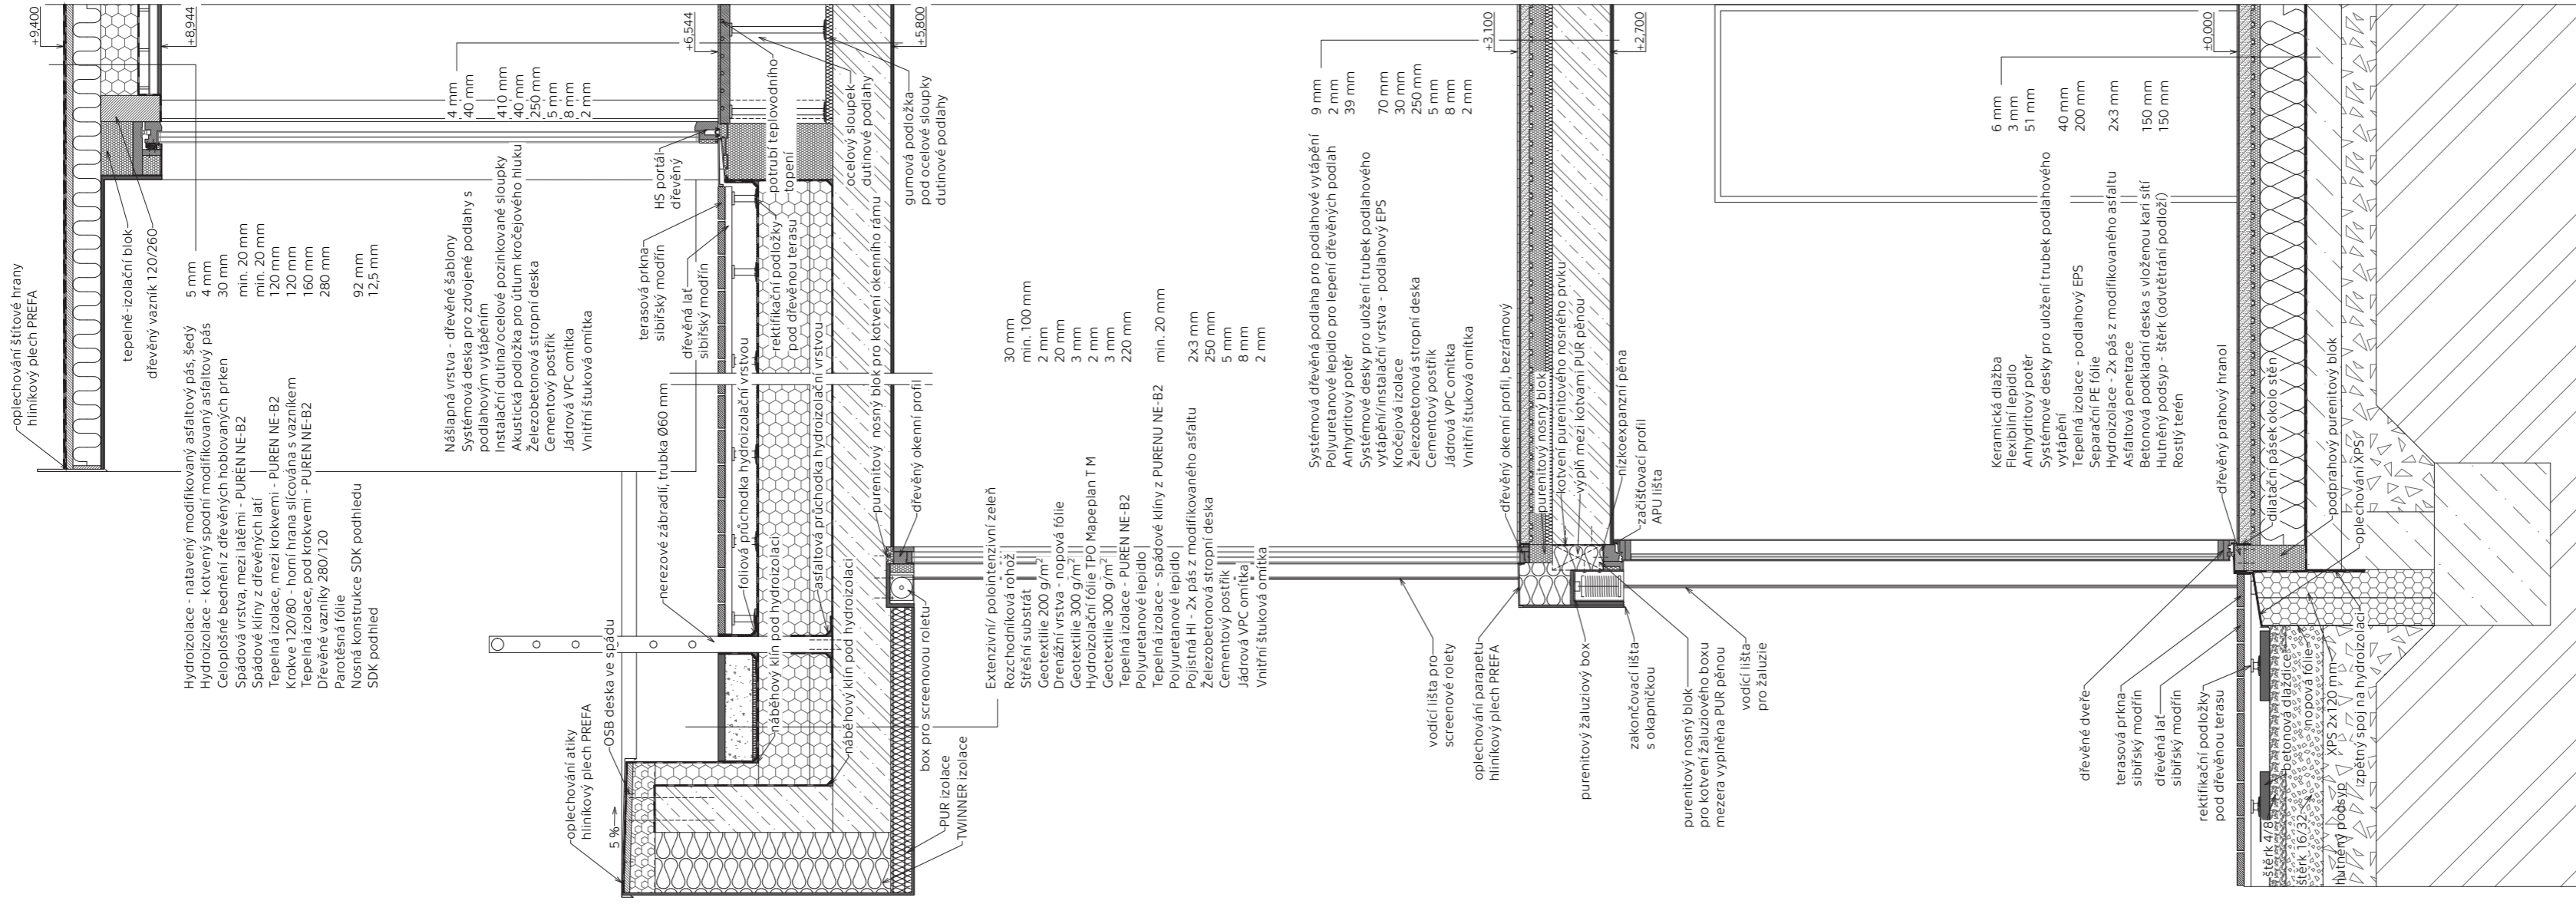 oplechování štítové hrany
hliníkový plech PREFA
+9,400
+8,944
tepelně-izolační blok
dřevěný vazník 120/260
Hydroizolace - natavený modifikovaný asfaltový pás, šedý 5 mm
Hydroizolace - kotvený spodní modifikovaný asfaltový pás 4 mm
Celoplošné bednění z dřevěných hoblovaných prken 30 mm
Spádová vrstva, mezi latěmi - PUREN NE-B2 min. 20 mm
Spádové klíny z dřevěných latí min. 20 mm
Tepelná izolace, mezi krokvemi - PUREN NE-B2 120 mm
Krokve 120/80 - horní hrana slícována s vazníkem 120 mm
Tepelná izolace, pod krokvemi - PUREN NE-B2 160 mm
Dřevěné vazníky 280/120 280 mm
Parotěsná fólie
Nosná konstrukce SDK podhledu 92 mm
SDK podhled 12,5 mm
Nášlapná vrstva - dřevěné šablony 4 mm
Systémová deska pro zdvojené podlahy s 40 mm
podlahovým vytápěním
Instalační dutina/ocelové pozinkované sloupky 410 mm
Akustická podložka pro útlum kročejového hluku 40 mm
Železobetonová stropní deska 250 mm
Cementový postřik 5 mm
Jádrová VPC omítka 8 mm
Vnitřní štuková omítka 2 mm
+6,544
+5,800
HS portál
dřevěný
terasová prkna
sibiřský modřín
dřevěná lať
sibiřský modřín
nerezové zábradlí, trubka Ø60 mm
potrubí teplovodního
topení
rektifikační podložky
pod dřevěnou terasu
foliová průchodka hydroizolační vrstvou
náběhový klín pod hydroizolaci
asfaltová průchodka hydroizolační vrstvou
náběhový klín pod hydroizolaci
ocelový sloupek
dutinové podlahy
gumová podložka
pod ocelové sloupky
dutinové podlahy
purenitový nosný blok pro kotvení okenního rámu
dřevěný okenní profil
box pro screenovou roletu
OSB deska ve spádu
5 %
oplechování atiky
hliníkový plech PREFA
PUR izolace
TWINNER izolace
Extenzivní/ polointenzivní zeleň
Rozchodníková rohož 30 mm
Střešní substrát min. 100 mm
Geotextilie 200 g/m² 2 mm
Drenážní vrstva - nopová fólie 20 mm
Geotextilie 300 g/m² 3 mm
Hydroizolační fólie TPO Mapeplan T M 2 mm
Geotextilie 300 g/m² 3 mm
Tepelná izolace - PUREN NE-B2 220 mm
Polyuretanové lepidlo
Tepelná izolace - spádové klíny z PURENU NE-B2 min. 20 mm
Polyuretanové lepidlo
Pojistná HI - 2x pás z modifikovaného asfaltu 2x3 mm
Železobetonová stropní deska 250 mm
Cementový postřik 5 mm
Jádrová VPC omítka 8 mm
Vnitřní štuková omítka 2 mm
Systémová dřevěná podlaha pro podlahové vytápění 9 mm
Polyuretanové lepidlo pro lepení dřevěných podlah 2 mm
Anhydritový potěr 39 mm
Systémové desky pro uložení trubek podlahového
vytápění/instalační vrstva - podlahový EPS 70 mm
Kročejová izolace 30 mm
Železobetonová stropní deska 250 mm
Cementový postřik 5 mm
Jádrová VPC omítka 8 mm
Vnitřní štuková omítka 2 mm
+3,100
+2,700
dřevěný okenní profil, bezrámový
purenitový nosný blok
kotvení purenitového nosného prvku
výplň mezi kotvami PUR pěnou
nízkoexpanzní pěna
začišťovací profil
APU lišta
vodící lišta pro
screenové rolety
oplechování parapetu
hliníkový plech PREFA
purenitový žaluziový box
zakončovací lišta
s okapničkou
purenitový nosný blok
pro kotvení žaluziového boxu
mezera vyplněna PUR pěnou
vodící lišta
pro žaluzie
Keramická dlažba 6 mm
Flexibilní lepidlo 3 mm
Anhydritový potěr 51 mm
Systémové desky pro uložení trubek podlahového
vytápění 40 mm
Tepelná izolace - podlahový EPS 200 mm
Separační PE fólie
Hydroizolace - 2x pás z modifikovaného asfaltu 2x3 mm
Asfaltová penetrace
Betonová podkladní deska s vloženou kari sítí 150 mm
Hutněný podsyp - štěrk (odvětrání podloží) 150 mm
Rostlý terén
±0,000
dřevěný prahový hranol
dilatační pásek okolo stěn
podprahový purenitový blok
oplechování XPS
dřevěné dveře
terasová prkna
sibiřský modřín
dřevěná lať
sibiřský modřín
rektifikační podložky
pod dřevěnou terasu
štěrk 4/8
betonová dlaždice
štěrk 16/32
nopová fólie
hutněný podsyp
XPS 2x120 mm
zpětný spoj na hydroizolaci